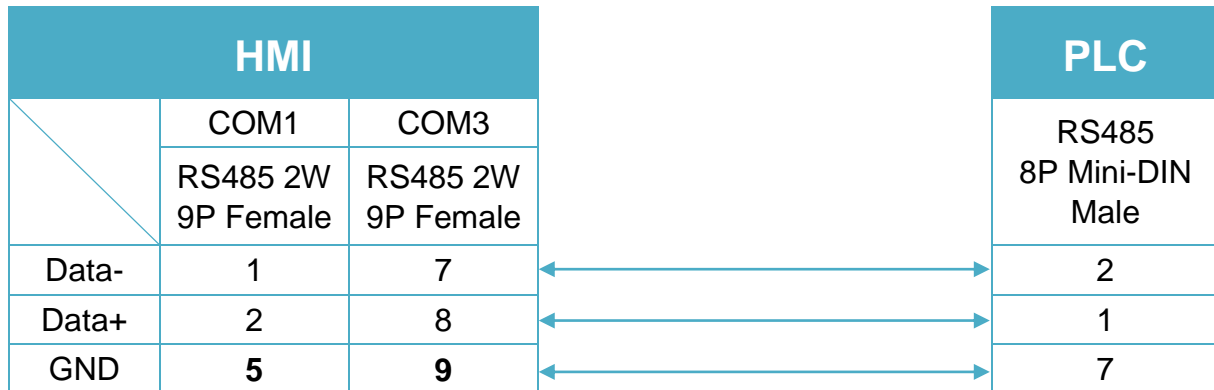 HMI PLC
COM1 COM3
RS485 2W RS485 2W
9P Female 9P Female
RS485
8P Mini-DIN
Male
Data- 1 7 2
Data+ 2 8 1
GND 5 9 7